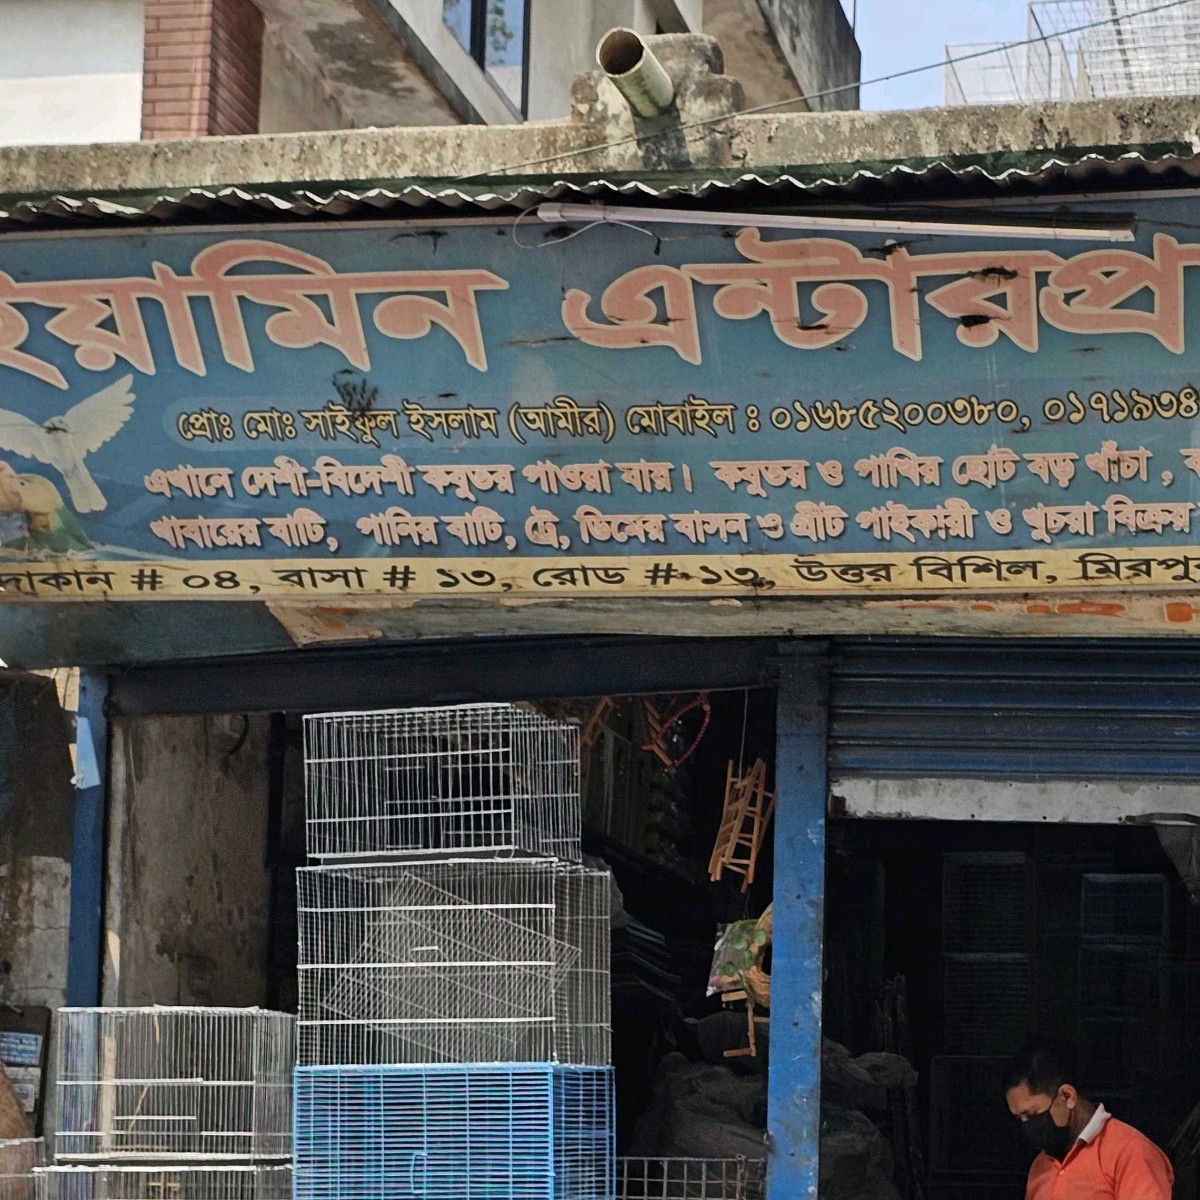 ইয়ামিন এন্টারপ্র
প্রোঃ মোঃ সাইফুল ইসলাম (আমীর) মোবাইল : ০১৬৮৫২০০৩৮০, ০১৭১৯৩৪
এখানে দেশী-বিদেশী কবুতর পাওয়া যায়। কবুতর ও পাখির ছোট বড় খাঁচা,
খাবারের বাটি, পানির বাটি, ট্রে, ডিমের বাসন ও গ্রীট পাইকারী ও খুচরা বিক্রয়
দোকান # ০৪, বাসা # ১৩, রোড # ১৩, উত্তর বিশিল, মিরপুর